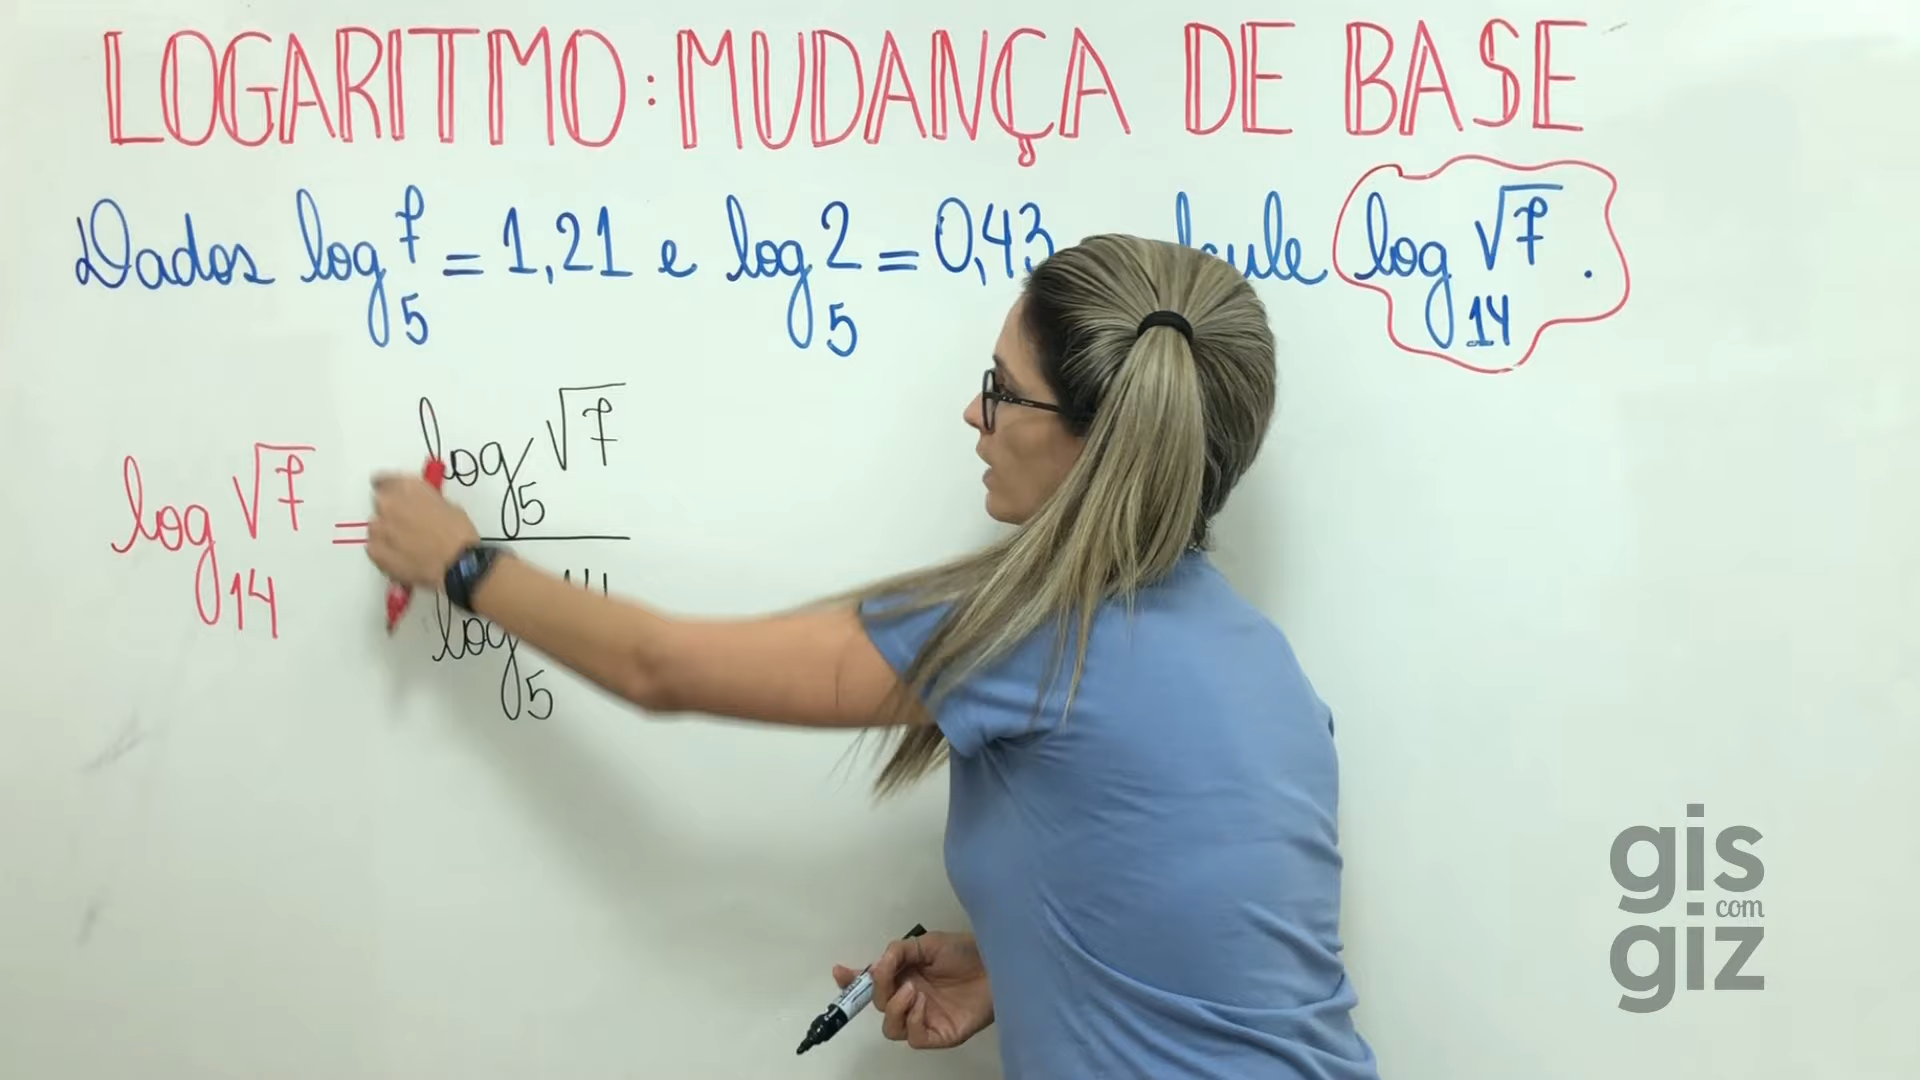 LOGARITMO: MUDANÇA DE BASE
Dados log₅ 7 = 1,21 e log₅ 2 = 0,43 log₁₄ √7.
log₁₄ √7 = log₅ √7
log₅ 14
gis
com
giz